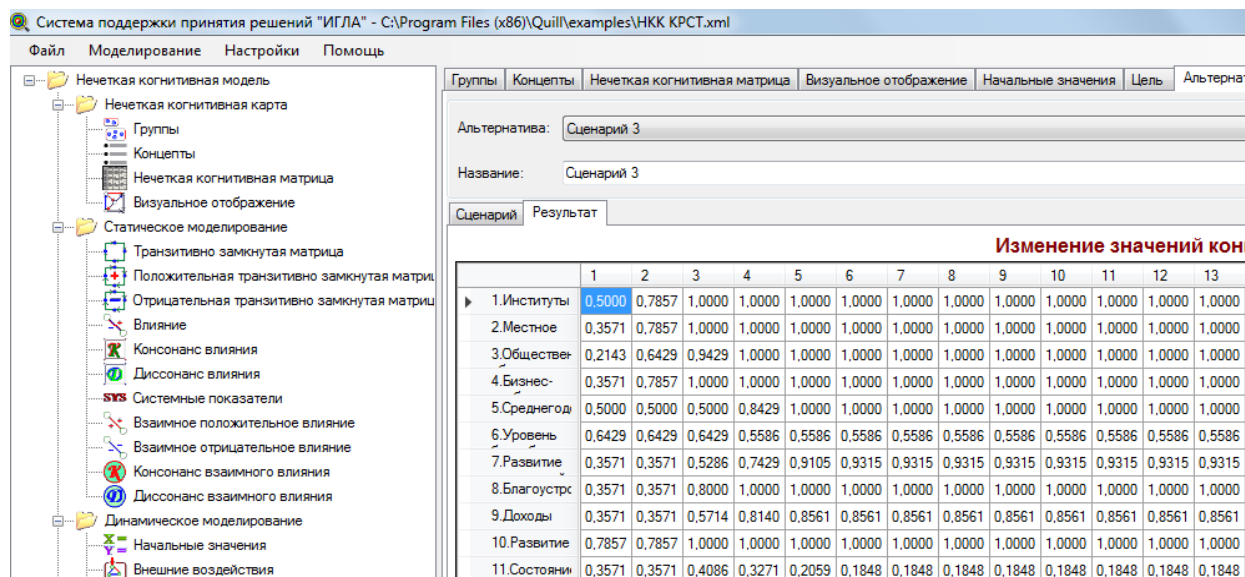 Система поддержки принятия решений "ИГЛА" - C:\Program Files (x86)\Quill\examples\НКК КРСТ.xml
Файл Моделирование Настройки Помощь
Нечеткая когнитивная модель
Нечеткая когнитивная карта
Группы
Концепты
Нечеткая когнитивная матрица
Визуальное отображение
Статическое моделирование
Транзитивно замкнутая матрица
Положительная транзитивно замкнутая матриц
Отрицательная транзитивно замкнутая матриц
Влияние
Консонанс влияния
Диссонанс влияния
SYS Системные показатели
Взаимное положительное влияние
Взаимное отрицательное влияние
Консонанс взаимного влияния
Диссонанс взаимного влияния
Динамическое моделирование
Начальные значения
Внешние воздействия
Группы Концепты Нечеткая когнитивная матрица Визуальное отображение Начальные значения Цель Альтернат
Альтернатива: Сценарий 3
Название: Сценарий 3
Сценарий Результат
Изменение значений кон
1 2 3 4 5 6 7 8 9 10 11 12 13
1.Институты 0,5000 0,7857 1,0000 1,0000 1,0000 1,0000 1,0000 1,0000 1,0000 1,0000 1,0000 1,0000 1,0000
2.Местное 0,3571 0,7857 1,0000 1,0000 1,0000 1,0000 1,0000 1,0000 1,0000 1,0000 1,0000 1,0000 1,0000
3.Обществен 0,2143 0,6429 0,9429 1,0000 1,0000 1,0000 1,0000 1,0000 1,0000 1,0000 1,0000 1,0000 1,0000
4.Бизнес- 0,3571 0,7857 1,0000 1,0000 1,0000 1,0000 1,0000 1,0000 1,0000 1,0000 1,0000 1,0000 1,0000
5.Среднегод 0,5000 0,5000 0,5000 0,8429 1,0000 1,0000 1,0000 1,0000 1,0000 1,0000 1,0000 1,0000 1,0000
6.Уровень 0,6429 0,6429 0,6429 0,5586 0,5586 0,5586 0,5586 0,5586 0,5586 0,5586 0,5586 0,5586 0,5586
7.Развитие 0,3571 0,3571 0,5286 0,7429 0,9105 0,9315 0,9315 0,9315 0,9315 0,9315 0,9315 0,9315 0,9315
8.Благоустрс 0,3571 0,3571 0,8000 1,0000 1,0000 1,0000 1,0000 1,0000 1,0000 1,0000 1,0000 1,0000 1,0000
9.Доходы 0,3571 0,3571 0,5714 0,8140 0,8561 0,8561 0,8561 0,8561 0,8561 0,8561 0,8561 0,8561 0,8561
10.Развитие 0,7857 0,7857 1,0000 1,0000 1,0000 1,0000 1,0000 1,0000 1,0000 1,0000 1,0000 1,0000 1,0000
11.Состояни 0,3571 0,3571 0,4086 0,3271 0,2059 0,1848 0,1848 0,1848 0,1848 0,1848 0,1848 0,1848 0,1848